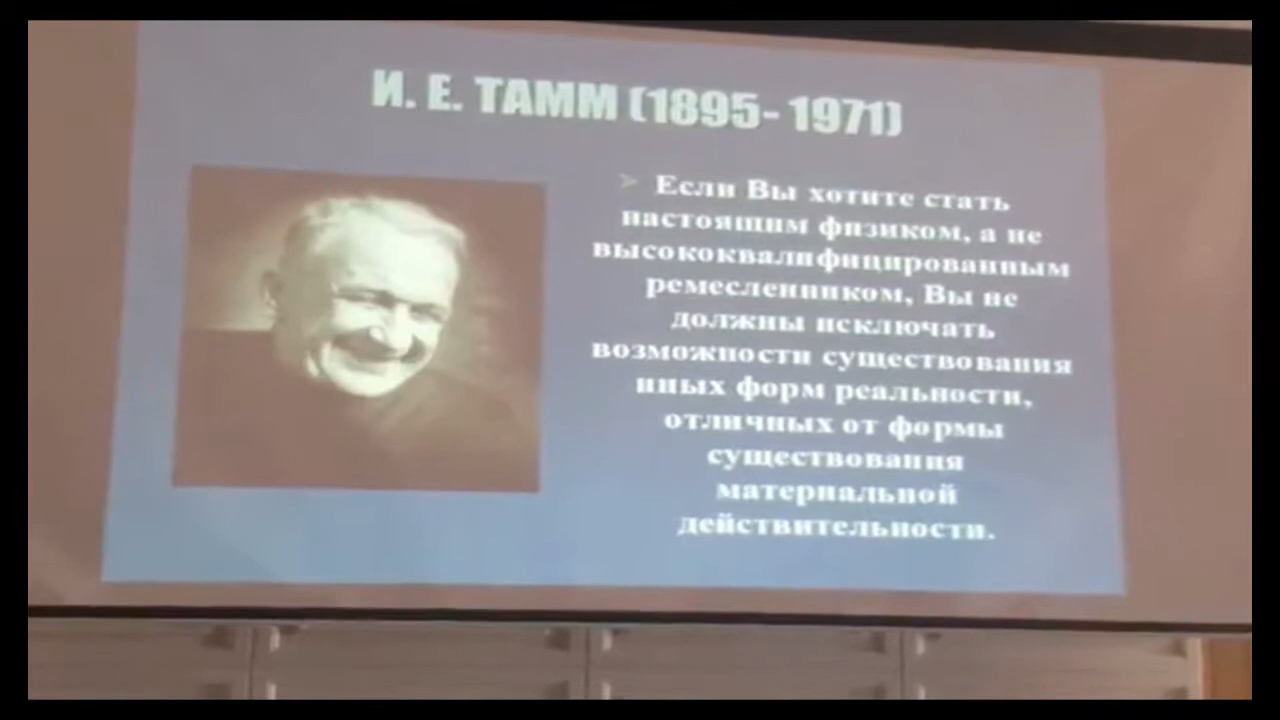 И. Е. ТАММ (1895- 1971)
Если Вы хотите стать
настоящим физиком, а не
высококвалифицированным
ремесленником, Вы не
должны исключать
возможности существования
иных форм реальности,
отличных от формы
существования
материальной
действительности.